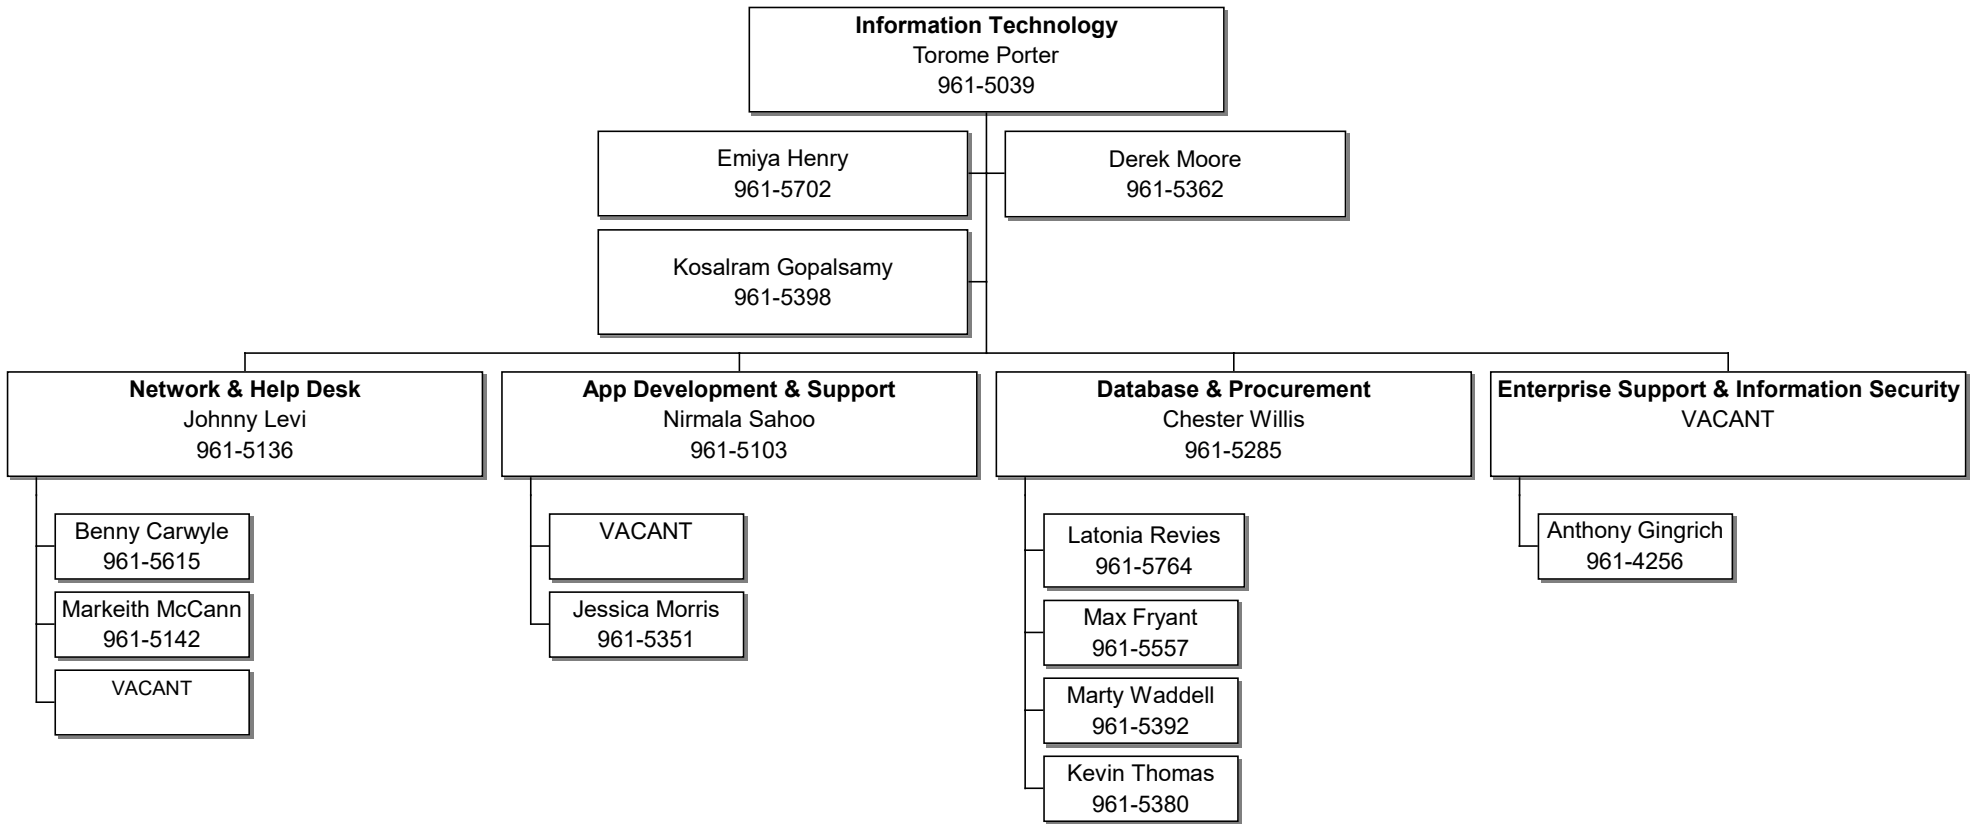 Information Technology
Torome Porter
961-5039
Emiya Henry
961-5702
Derek Moore
961-5362
Kosalram Gopalsamy
961-5398
Network & Help Desk
Johnny Levi
961-5136
App Development & Support
Nirmala Sahoo
961-5103
Database & Procurement
Chester Willis
961-5285
Enterprise Support & Information Security
VACANT
Benny Carwyle
961-5615
Markeith McCann
961-5142
VACANT
VACANT
Jessica Morris
961-5351
Latonia Revies
961-5764
Max Fryant
961-5557
Marty Waddell
961-5392
Kevin Thomas
961-5380
Anthony Gingrich
961-4256